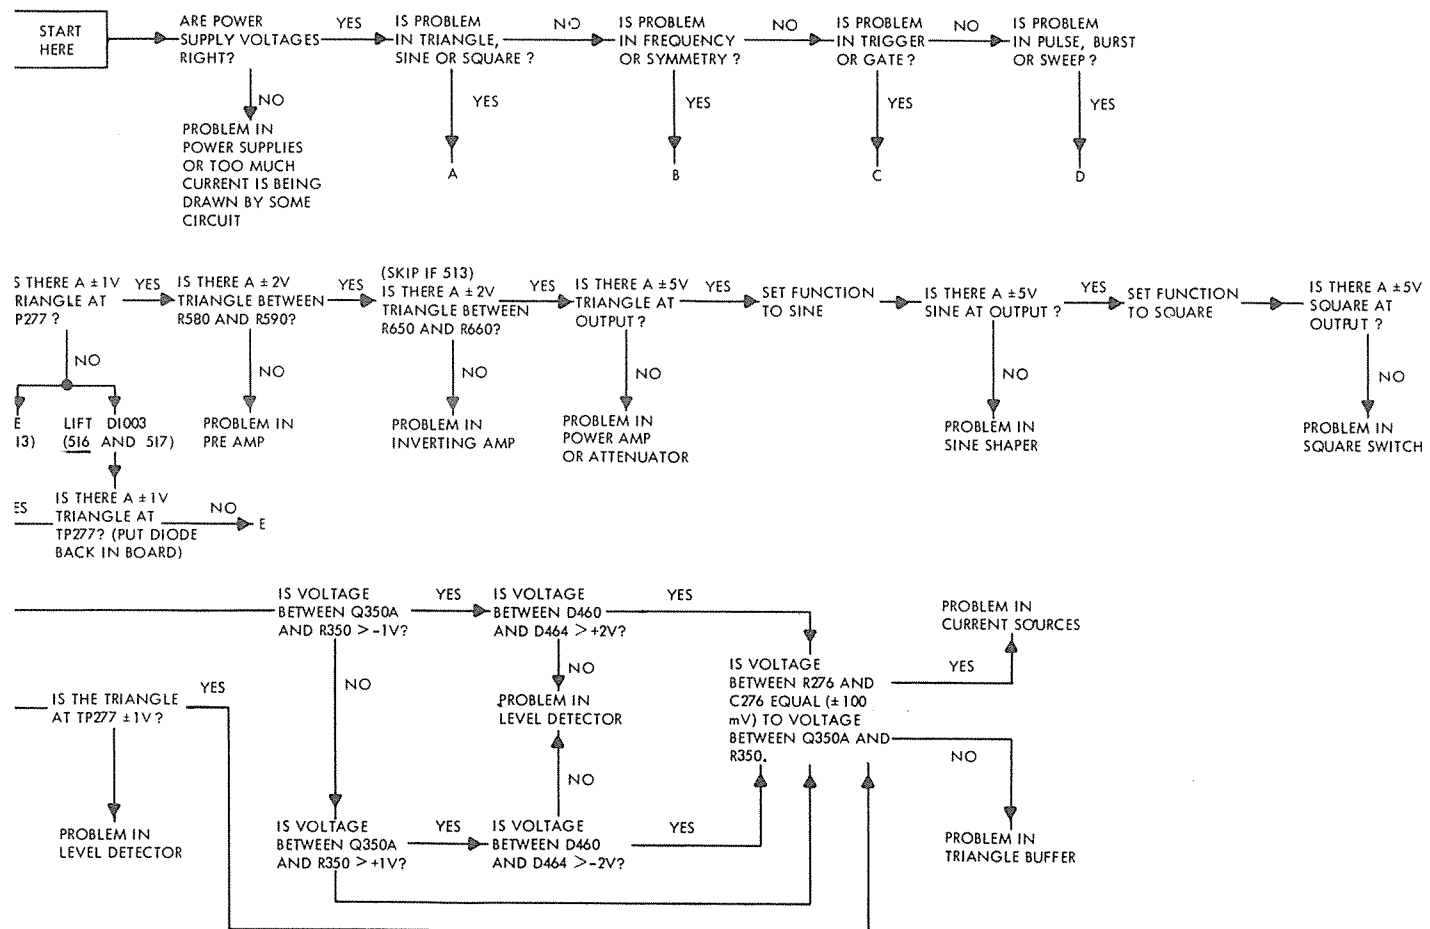 START
HERE
ARE POWER
SUPPLY VOLTAGES
RIGHT?
YES
IS PROBLEM
IN TRIANGLE,
SINE OR SQUARE ?
NO
IS PROBLEM
IN FREQUENCY
OR SYMMETRY ?
NO
IS PROBLEM
IN TRIGGER
OR GATE ?
NO
IS PROBLEM
IN PULSE, BURST
OR SWEEP ?
NO
YES
YES
YES
YES
PROBLEM IN
POWER SUPPLIES
OR TOO MUCH
CURRENT IS BEING
DRAWN BY SOME
CIRCUIT
A
B
C
D
S THERE A ±1V
RIANGLE AT
P277 ?
YES
IS THERE A ± 2V
TRIANGLE BETWEEN
R580 AND R590?
YES
(SKIP IF 513)
IS THERE A ± 2V
TRIANGLE BETWEEN
R650 AND R660?
YES
IS THERE A ±5V
TRIANGLE AT
OUTPUT ?
YES
SET FUNCTION
TO SINE
IS THERE A ±5V
SINE AT OUTPUT ?
YES
SET FUNCTION
TO SQUARE
IS THERE A ±5V
SQUARE AT
OUTPUT ?
NO
NO
NO
NO
NO
NO
E
13)
LIFT D1003
(516 AND 517)
PROBLEM IN
PRE AMP
PROBLEM IN
INVERTING AMP
PROBLEM IN
POWER AMP
OR ATTENUATOR
PROBLEM IN
SINE SHAPER
PROBLEM IN
SQUARE SWITCH
ES
IS THERE A ±1V
TRIANGLE AT
TP277? (PUT DIODE
BACK IN BOARD)
NO
E
IS VOLTAGE
BETWEEN Q350A
AND R350 >-1V?
YES
IS VOLTAGE
BETWEEN D460
AND D464 >+2V?
YES
PROBLEM IN
CURRENT SOURCES
NO
NO
PROBLEM IN
LEVEL DETECTOR
IS VOLTAGE
BETWEEN R276 AND
C276 EQUAL (±100
mV) TO VOLTAGE
BETWEEN Q350A AND
R350.
YES
NO
IS THE TRIANGLE
AT TP277 ±1V?
YES
NO
PROBLEM IN
LEVEL DETECTOR
IS VOLTAGE
BETWEEN Q350A
AND R350 >+1V?
YES
IS VOLTAGE
BETWEEN D460
AND D464 >-2V?
YES
PROBLEM IN
TRIANGLE BUFFER